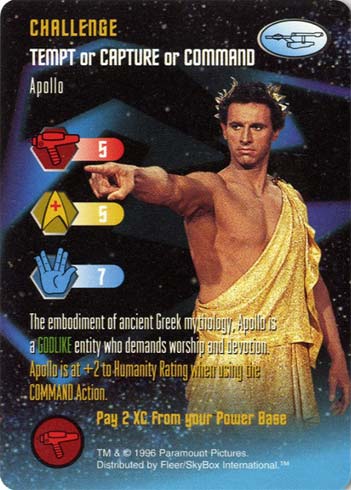 CHALLENGE
TEMPT or CAPTURE or COMMAND
Apollo
5
5
7
The embodiment of ancient Greek mythology, Apollo is
a GODLIKE entity who demands worship and devotion.
Apollo is at +2 to Humanity Rating when using the
COMMAND Action.
Pay 2 XC From your Power Base
TM & © 1996 Paramount Pictures.
Distributed by Fleer/SkyBox International.™